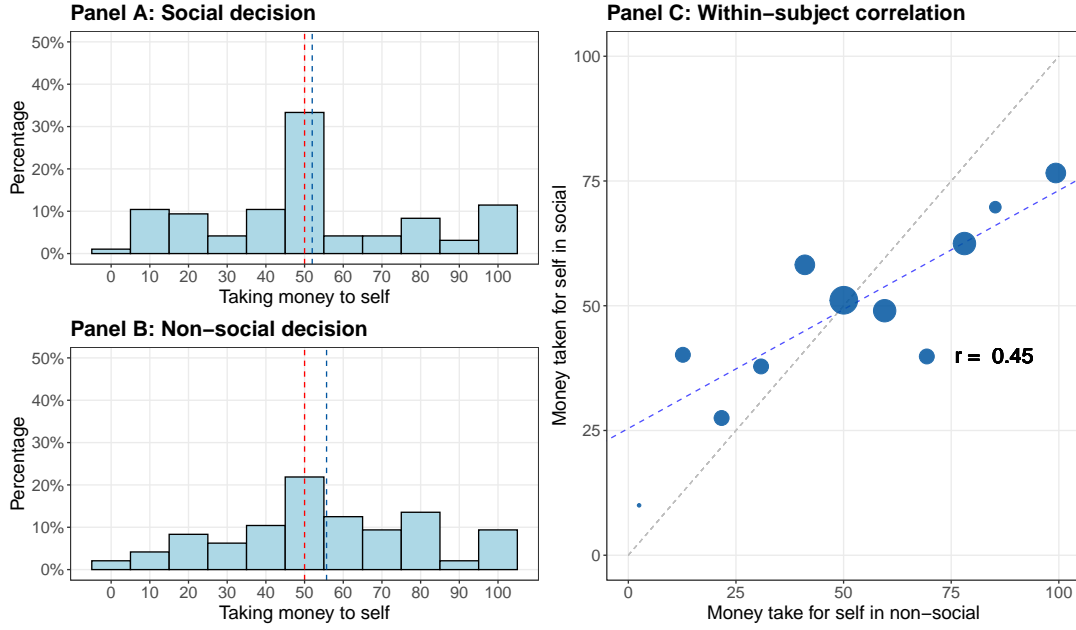 Panel A: Social decision
50%
40%
30%
20%
10%
0%
Percentage
0 10 20 30 40 50 60 70 80 90 100
Taking money to self
Panel B: Non−social decision
50%
40%
30%
20%
10%
0%
Percentage
0 10 20 30 40 50 60 70 80 90 100
Taking money to self
Panel C: Within−subject correlation
100
75
50
25
0
Money taken for self in social
r = 0.45
0 25 50 75 100
Money take for self in non−social